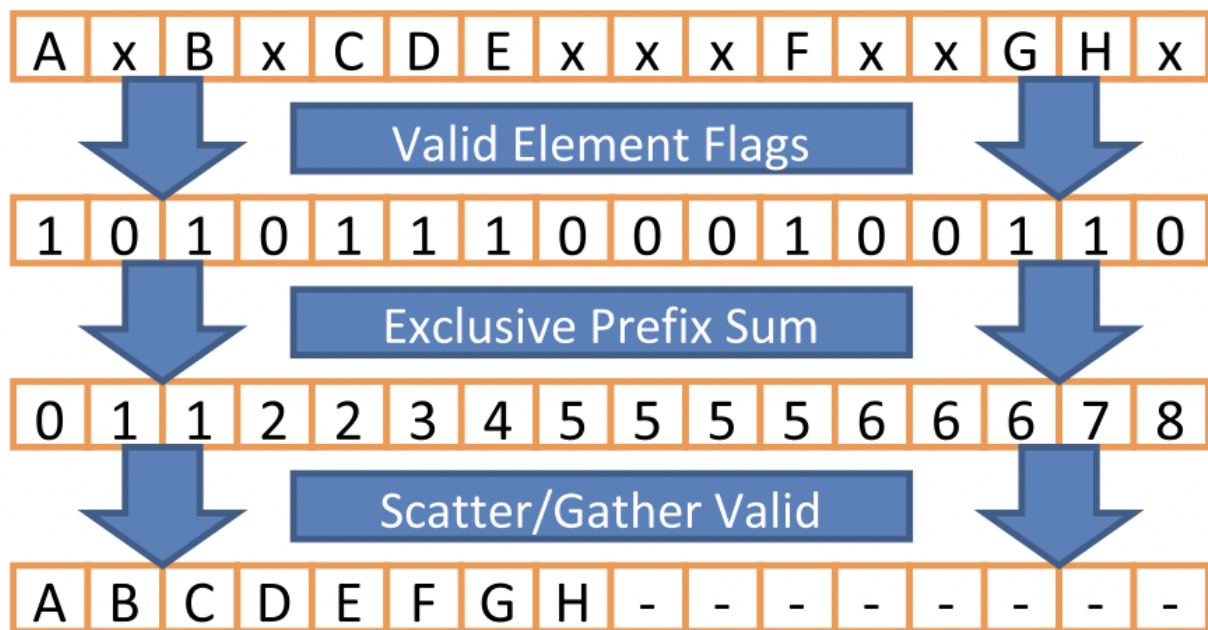 A x B x C D E x x x F x x G H x
Valid Element Flags
1 0 1 0 1 1 1 0 0 0 1 0 0 1 1 0
Exclusive Prefix Sum
0 1 1 2 2 3 4 5 5 5 5 6 6 6 7 8
Scatter/Gather Valid
A B C D E F G H - - - - - - - -